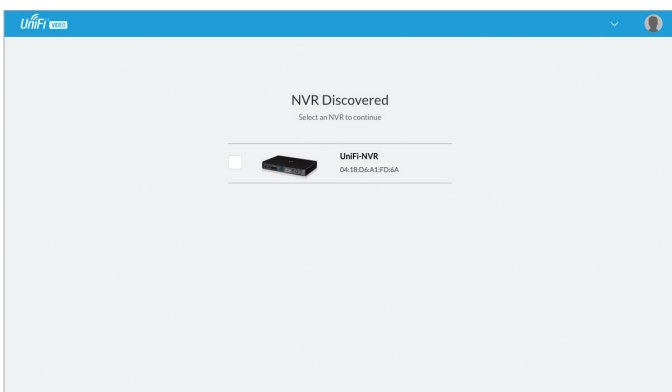 UniFi VIDEO
NVR Discovered
Select an NVR to continue
UniFi-NVR
04:18:D6:A1:FD:6A